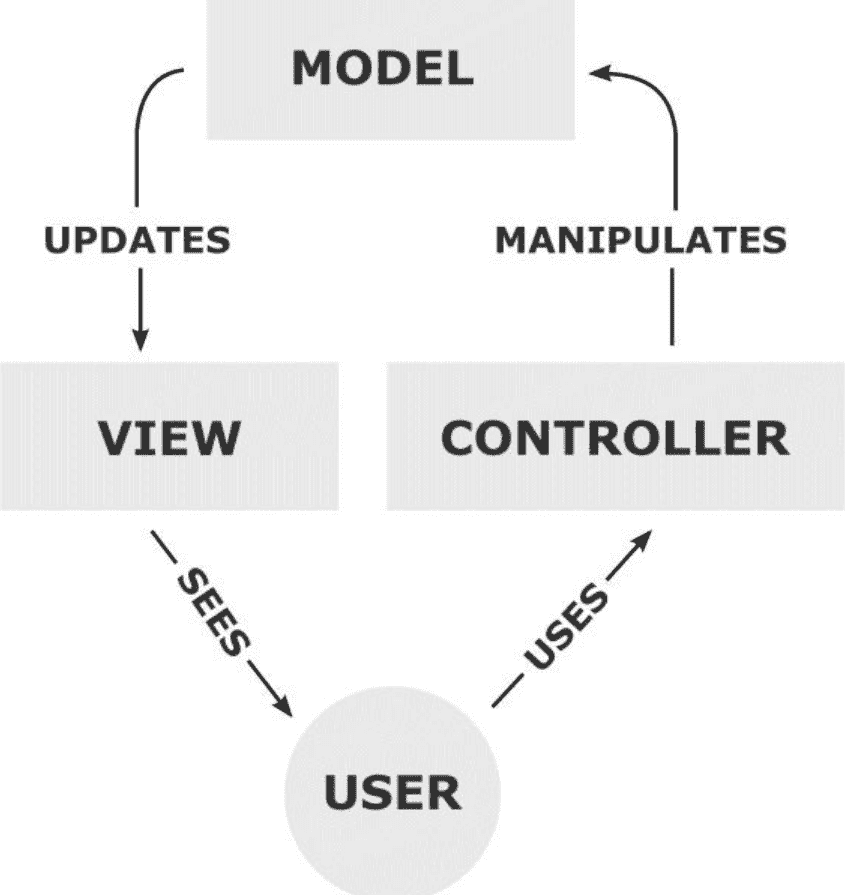 MODEL
UPDATES
MANIPULATES
VIEW
CONTROLLER
SEES
USES
USER